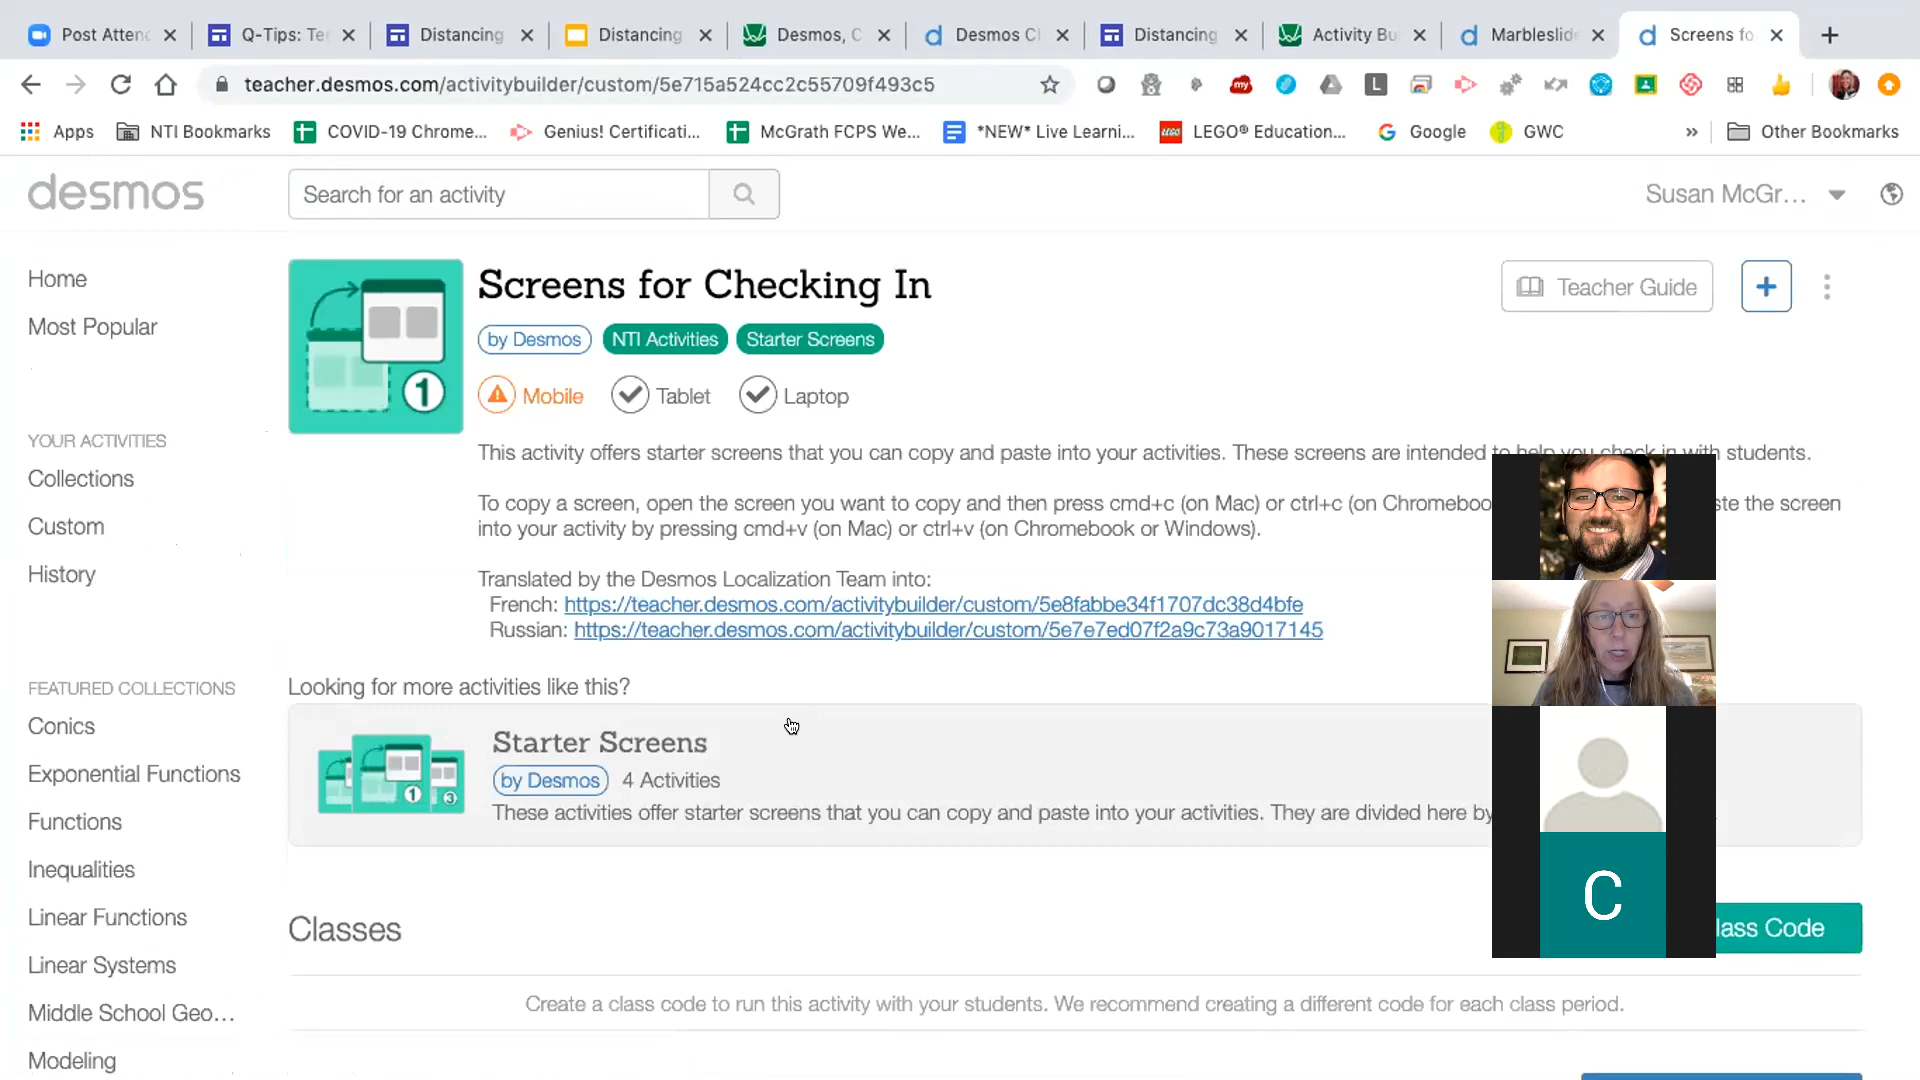 Post Atten
Q-Tips: Te
Distancing
Distancing
Desmos, C
Desmos Cl
Distancing
Activity Bu
Marbleslid
Screens fo
teacher.desmos.com/activitybuilder/custom/5e715a524cc2c55709f493c5
Apps
NTI Bookmarks
COVID-19 Chrome...
Genius! Certificati...
McGrath FCPS We...
*NEW* Live Learni...
LEGO® Education...
Google
GWC
»
Other Bookmarks
desmos
Search for an activity
Susan McGr...
Home
Most Popular
YOUR ACTIVITIES
Collections
Custom
History
FEATURED COLLECTIONS
Conics
Exponential Functions
Functions
Inequalities
Linear Functions
Linear Systems
Middle School Geo...
Modeling
1
Screens for Checking In
Teacher Guide
by Desmos
NTI Activities
Starter Screens
Mobile
Tablet
Laptop
This activity offers starter screens that you can copy and paste into your activities. These screens are intended to help you check in with students.
To copy a screen, open the screen you want to copy and then press cmd+c (on Mac) or ctrl+c (on Chromeboo ste the screen
into your activity by pressing cmd+v (on Mac) or ctrl+v (on Chromebook or Windows).
Translated by the Desmos Localization Team into:
French: https://teacher.desmos.com/activitybuilder/custom/5e8fabbe34f1707dc38d4bfe
Russian: https://teacher.desmos.com/activitybuilder/custom/5e7e7ed07f2a9c73a9017145
Looking for more activities like this?
1
3
Starter Screens
by Desmos
4 Activities
These activities offer starter screens that you can copy and paste into your activities. They are divided here by
C
Classes
lass Code
Create a class code to run this activity with your students. We recommend creating a different code for each class period.